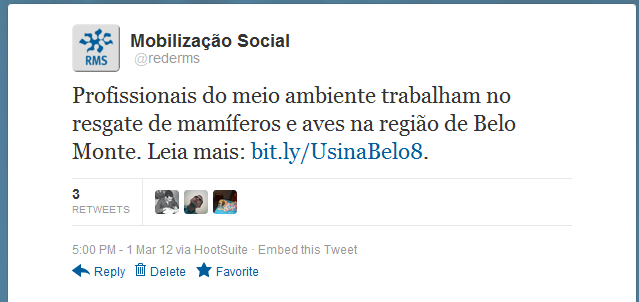 RMS
Mobilização Social
@rederms
Profissionais do meio ambiente trabalham no
resgate de mamíferos e aves na região de Belo
Monte. Leia mais: bit.ly/UsinaBelo8.
3
RETWEETS
5:00 PM - 1 Mar 12 via HootSuite · Embed this Tweet
Reply Delete Favorite